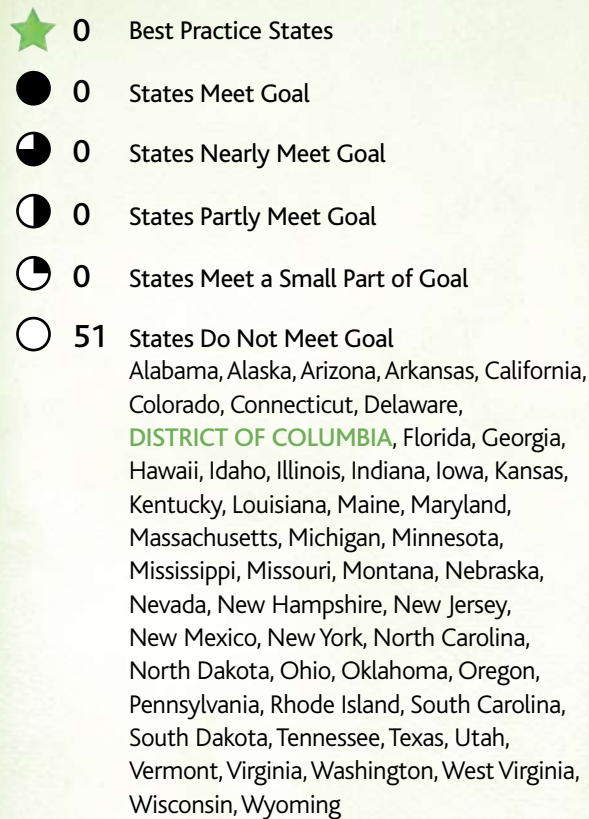 0 Best Practice States
0 States Meet Goal
0 States Nearly Meet Goal
0 States Partly Meet Goal
0 States Meet a Small Part of Goal
51 States Do Not Meet Goal
Alabama, Alaska, Arizona, Arkansas, California,
Colorado, Connecticut, Delaware,
DISTRICT OF COLUMBIA, Florida, Georgia,
Hawaii, Idaho, Illinois, Indiana, Iowa, Kansas,
Kentucky, Louisiana, Maine, Maryland,
Massachusetts, Michigan, Minnesota,
Mississippi, Missouri, Montana, Nebraska,
Nevada, New Hampshire, New Jersey,
New Mexico, New York, North Carolina,
North Dakota, Ohio, Oklahoma, Oregon,
Pennsylvania, Rhode Island, South Carolina,
South Dakota, Tennessee, Texas, Utah,
Vermont, Virginia, Washington, West Virginia,
Wisconsin, Wyoming